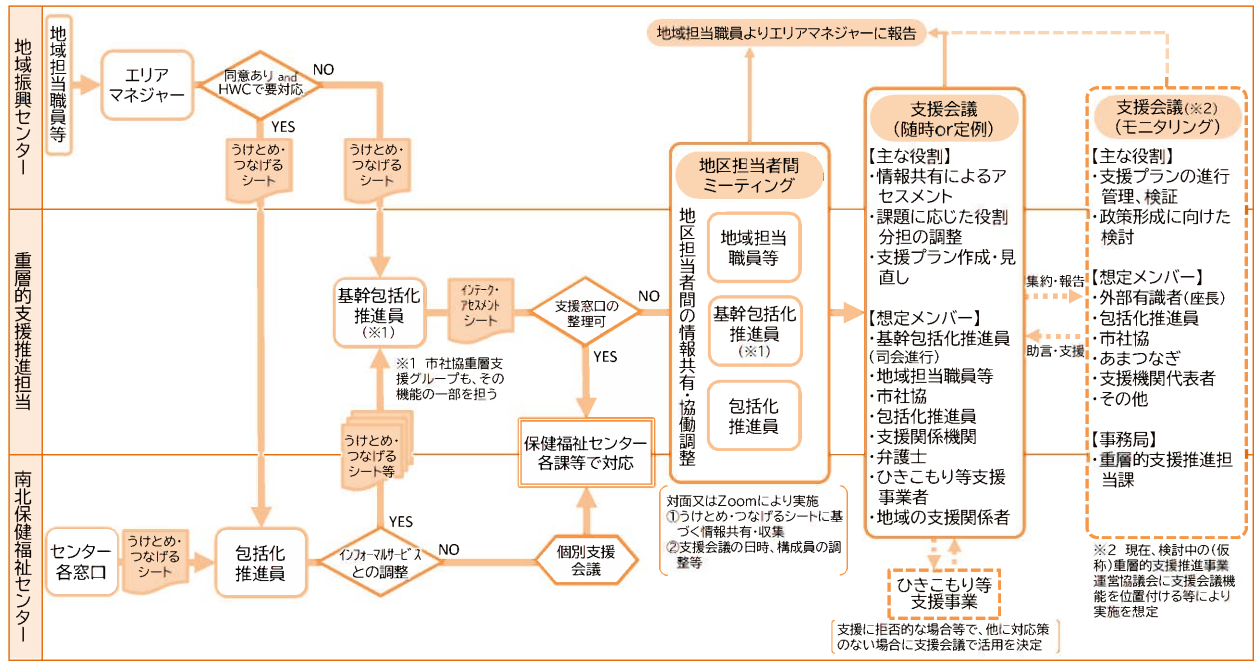 地域振興センター
地域担当職員等
エリア
マネジャー
同意あり and
HWCで要対応
NO
YES
うけとめ・
つなげる
シート
うけとめ・
つなげる
シート
地域担当職員よりエリアマネジャーに報告
重層的支援推進担当
基幹包括化
推進員
(※1)
インテーク・
アセスメント
シート
支援窓口の
整理可
NO
YES
※1 市社協重層支
援グループも、その
機能の一部を担う
うけとめ・
つなげる
シート等
保健福祉センター
各課等で対応
南北保健福祉センター
センター
各窓口
うけとめ・
つなげる
シート
包括化
推進員
インフォーマルサービス
との調整
YES
NO
個別支援
会議
地区担当者間
ミーティング
地区担当者間の情報共有・協働調整
地域担当
職員等
基幹包括化
推進員
(※1)
包括化
推進員
対面又はZoomにより実施
①うけとめ・つなげるシートに基
づく情報共有・収集
②支援会議の日時、構成員の調
整等
支援会議
(随時or定例)
【主な役割】
・情報共有によるア
セスメント
・課題に応じた役割
分担の調整
・支援プラン作成・見
直し
【想定メンバー】
・基幹包括化推進員
(司会進行)
・地域担当職員等
・市社協
・包括化推進員
・支援関係機関
・弁護士
・ひきこもり等支援
事業者
・地域の支援関係者
ひきこもり等
支援事業
支援に拒否的な場合等で、他に対応策
のない場合に支援会議で活用を決定
集約・報告
助言・支援
支援会議(※2)
(モニタリング)
【主な役割】
・支援プランの進行
管理、検証
・政策形成に向けた
検討
【想定メンバー】
・外部有識者(座長)
・包括化推進員
・市社協
・あまつなぎ
・支援機関代表者
・その他
【事務局】
・重層的支援推進担
当課
※2 現在、検討中の(仮
称)重層的支援推進事業
運営協議会に支援会議機
能を位置付ける等により
実施を想定